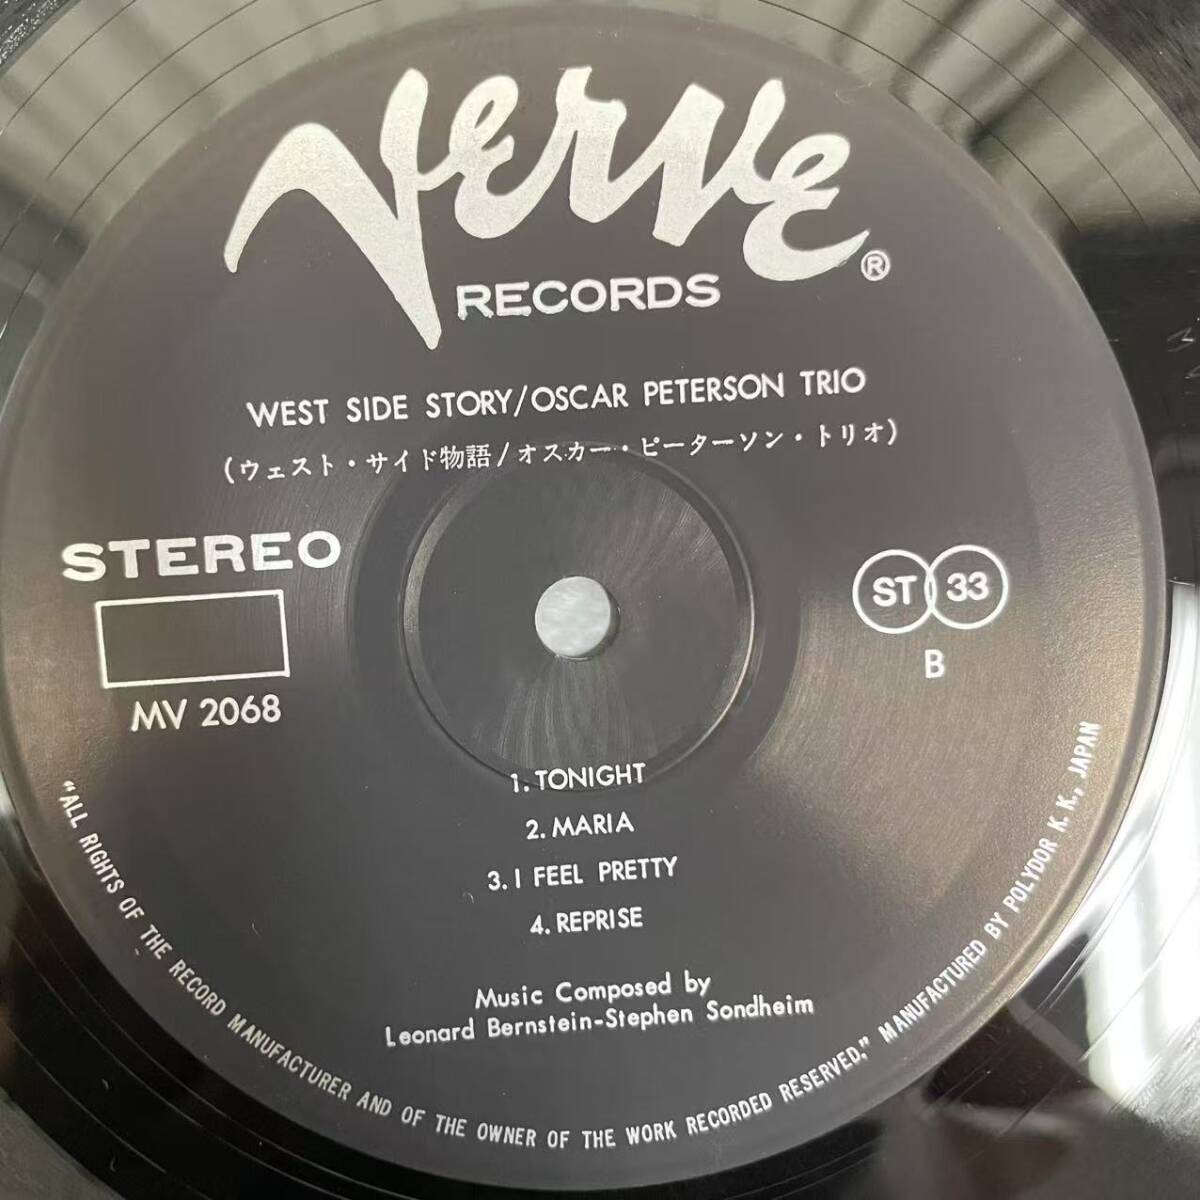 Verve®
RECORDS
WEST SIDE STORY/OSCAR PETERSON TRIO
(ウェスト・サイド物語/オスカー・ピーターソン・トリオ)
STEREO
ST 33
MV 2068
B
1. TONIGHT
2. MARIA
3. I FEEL PRETTY
4. REPRISE
Music Composed by
Leonard Bernstein-Stephen Sondheim
"ALL RIGHTS OF THE RECORD MANUFACTURER AND OF THE OWNER OF THE WORK RECORDED RESERVED," MANUFACTURED BY POLYDOR K. K., JAPAN